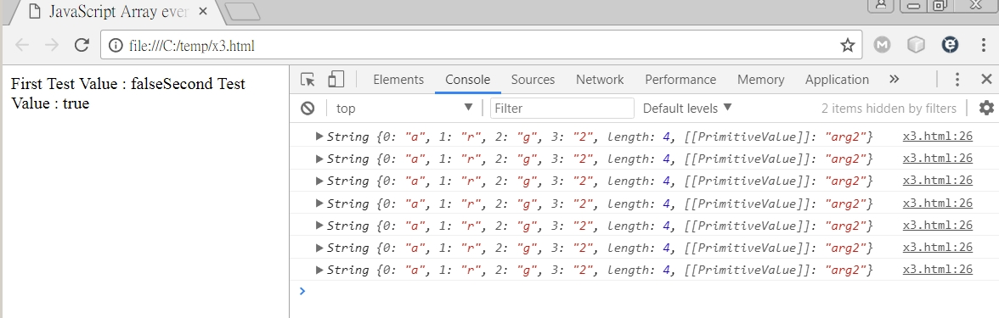 JavaScript Array ever
file:///C:/temp/x3.html
First Test Value : falseSecond Test
Value : true
Elements Console Sources Network Performance Memory Application »
top Filter Default levels 2 items hidden by filters
String {0: "a", 1: "r", 2: "g", 3: "2", length: 4, [[PrimitiveValue]]: "arg2"} x3.html:26
String {0: "a", 1: "r", 2: "g", 3: "2", length: 4, [[PrimitiveValue]]: "arg2"} x3.html:26
String {0: "a", 1: "r", 2: "g", 3: "2", length: 4, [[PrimitiveValue]]: "arg2"} x3.html:26
String {0: "a", 1: "r", 2: "g", 3: "2", length: 4, [[PrimitiveValue]]: "arg2"} x3.html:26
String {0: "a", 1: "r", 2: "g", 3: "2", length: 4, [[PrimitiveValue]]: "arg2"} x3.html:26
String {0: "a", 1: "r", 2: "g", 3: "2", length: 4, [[PrimitiveValue]]: "arg2"} x3.html:26
String {0: "a", 1: "r", 2: "g", 3: "2", length: 4, [[PrimitiveValue]]: "arg2"} x3.html:26